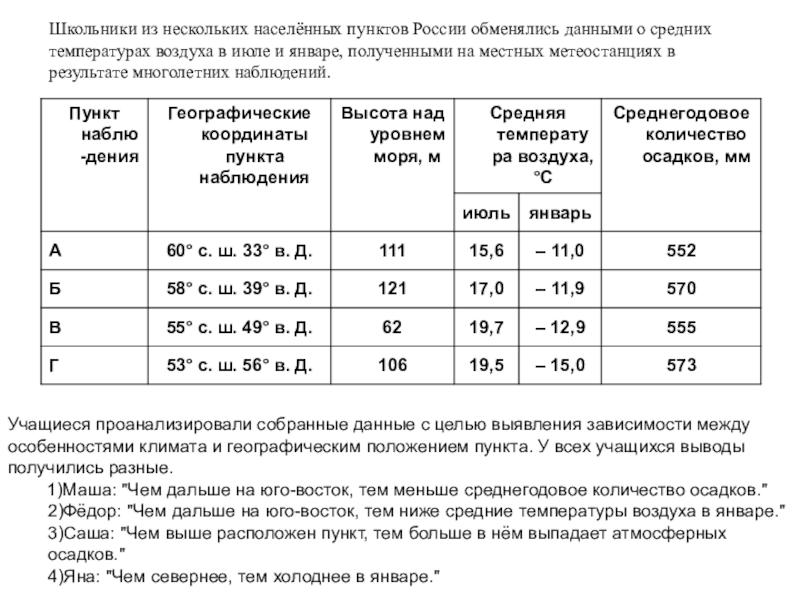 Школьники из нескольких населённых пунктов России обменялись данными о средних
температурах воздуха в июле и январе, полученными на местных метеостанциях в
результате многолетних наблюдений.
Пункт наблю -дения | Географические координаты пункта наблюдения | Высота над уровнем моря, м | Средняя температу ра воздуха, °С | Среднегодовое количество осадков, мм
июль | январь
А | 60° с. ш. 33° в. Д. | 111 | 15,6 | – 11,0 | 552
Б | 58° с. ш. 39° в. Д. | 121 | 17,0 | – 11,9 | 570
В | 55° с. ш. 49° в. Д. | 62 | 19,7 | – 12,9 | 555
Г | 53° с. ш. 56° в. Д. | 106 | 19,5 | – 15,0 | 573
Учащиеся проанализировали собранные данные с целью выявления зависимости между
особенностями климата и географическим положением пункта. У всех учащихся выводы
получились разные.
1)Маша: "Чем дальше на юго-восток, тем меньше среднегодовое количество осадков."
2)Фёдор: "Чем дальше на юго-восток, тем ниже средние температуры воздуха в январе."
3)Саша: "Чем выше расположен пункт, тем больше в нём выпадает атмосферных
осадков."
4)Яна: "Чем севернее, тем холоднее в январе."